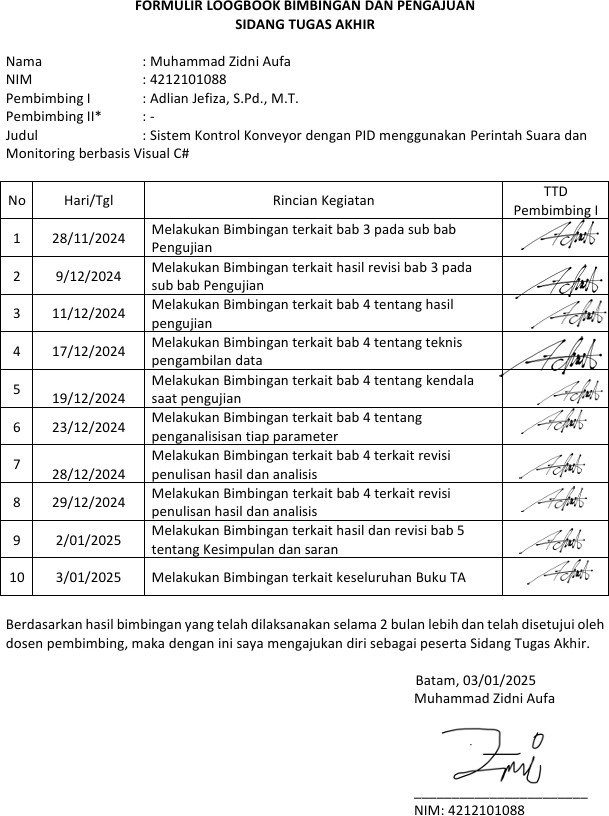 FORMULIR LOOGBOOK BIMBINGAN DAN PENGAJUAN
SIDANG TUGAS AKHIR
Nama : Muhammad Zidni Aufa
NIM : 4212101088
Pembimbing I : Adlian Jefiza, S.Pd., M.T.
Pembimbing II* : -
Judul : Sistem Kontrol Konveyor dengan PID menggunakan Perintah Suara dan
Monitoring berbasis Visual C#
No Hari/Tgl Rincian Kegiatan TTD
Pembimbing I
1 28/11/2024 Melakukan Bimbingan terkait bab 3 pada sub bab
Pengujian
2 9/12/2024 Melakukan Bimbingan terkait hasil revisi bab 3 pada
sub bab Pengujian
3 11/12/2024 Melakukan Bimbingan terkait bab 4 tentang hasil
pengujian
4 17/12/2024 Melakukan Bimbingan terkait bab 4 tentang teknis
pengambilan data
5 19/12/2024 Melakukan Bimbingan terkait bab 4 tentang kendala
saat pengujian
6 23/12/2024 Melakukan Bimbingan terkait bab 4 tentang
penganalisisan tiap parameter
7 28/12/2024 Melakukan Bimbingan terkait bab 4 terkait revisi
penulisan hasil dan analisis
8 29/12/2024 Melakukan Bimbingan terkait bab 4 terkait revisi
penulisan hasil dan analisis
9 2/01/2025 Melakukan Bimbingan terkait hasil dan revisi bab 5
tentang Kesimpulan dan saran
10 3/01/2025 Melakukan Bimbingan terkait keseluruhan Buku TA
Berdasarkan hasil bimbingan yang telah dilaksanakan selama 2 bulan lebih dan telah disetujui oleh
dosen pembimbing, maka dengan ini saya mengajukan diri sebagai peserta Sidang Tugas Akhir.
Batam, 03/01/2025
Muhammad Zidni Aufa
NIM: 4212101088